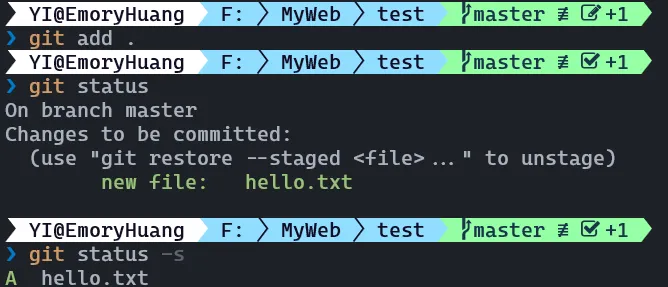 YI@EmoryHuang F: MyWeb test master ≢ +1
❯ git add .
YI@EmoryHuang F: MyWeb test master ≢ +1
❯ git status
On branch master
Changes to be committed:
(use "git restore --staged <file>..." to unstage)
new file: hello.txt
YI@EmoryHuang F: MyWeb test master ≢ +1
❯ git status -s
A hello.txt